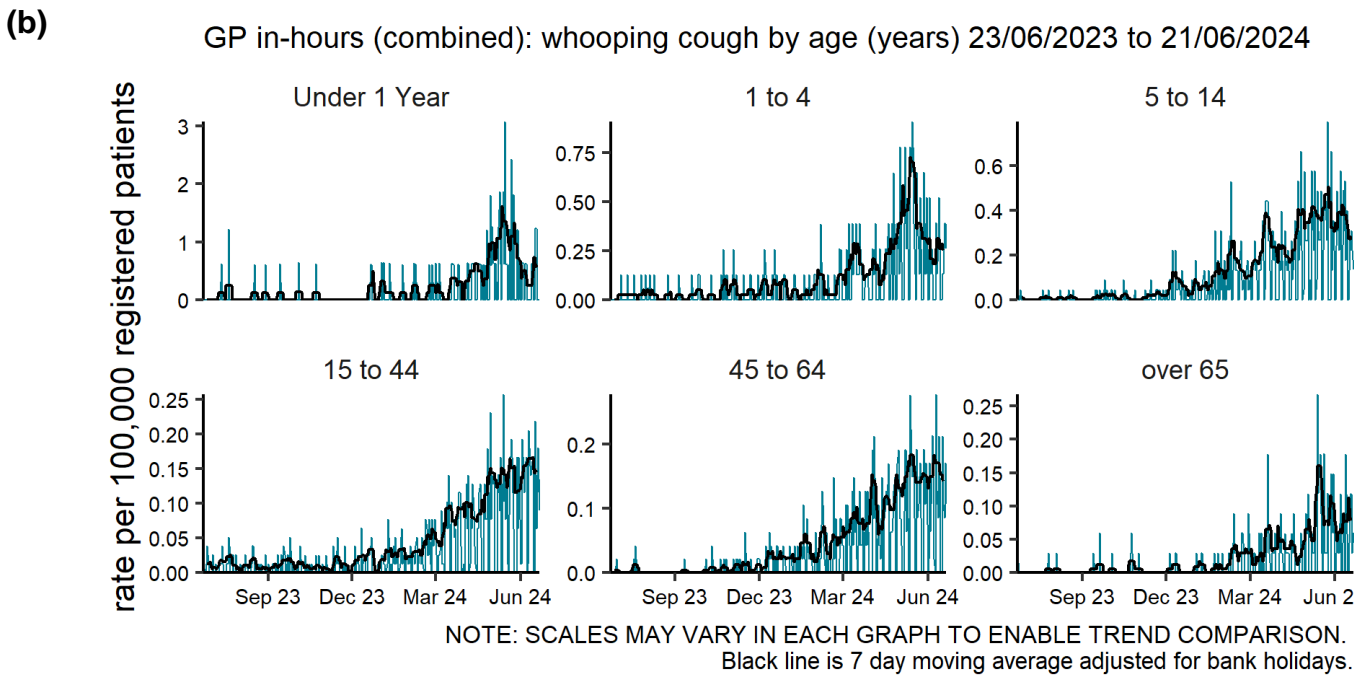 (b)
GP in-hours (combined): whooping cough by age (years) 23/06/2023 to 21/06/2024
rate per 100,000 registered patients
Under 1 Year
3
2
1
0
1 to 4
0.75
0.50
0.25
0.00
5 to 14
0.6
0.4
0.2
0.0
15 to 44
0.25
0.20
0.15
0.10
0.05
0.00
Sep 23 Dec 23 Mar 24 Jun 24
45 to 64
0.2
0.1
0.0
Sep 23 Dec 23 Mar 24 Jun 24
over 65
0.25
0.20
0.15
0.10
0.05
0.00
Sep 23 Dec 23 Mar 24 Jun 2
NOTE: SCALES MAY VARY IN EACH GRAPH TO ENABLE TREND COMPARISON.
Black line is 7 day moving average adjusted for bank holidays.